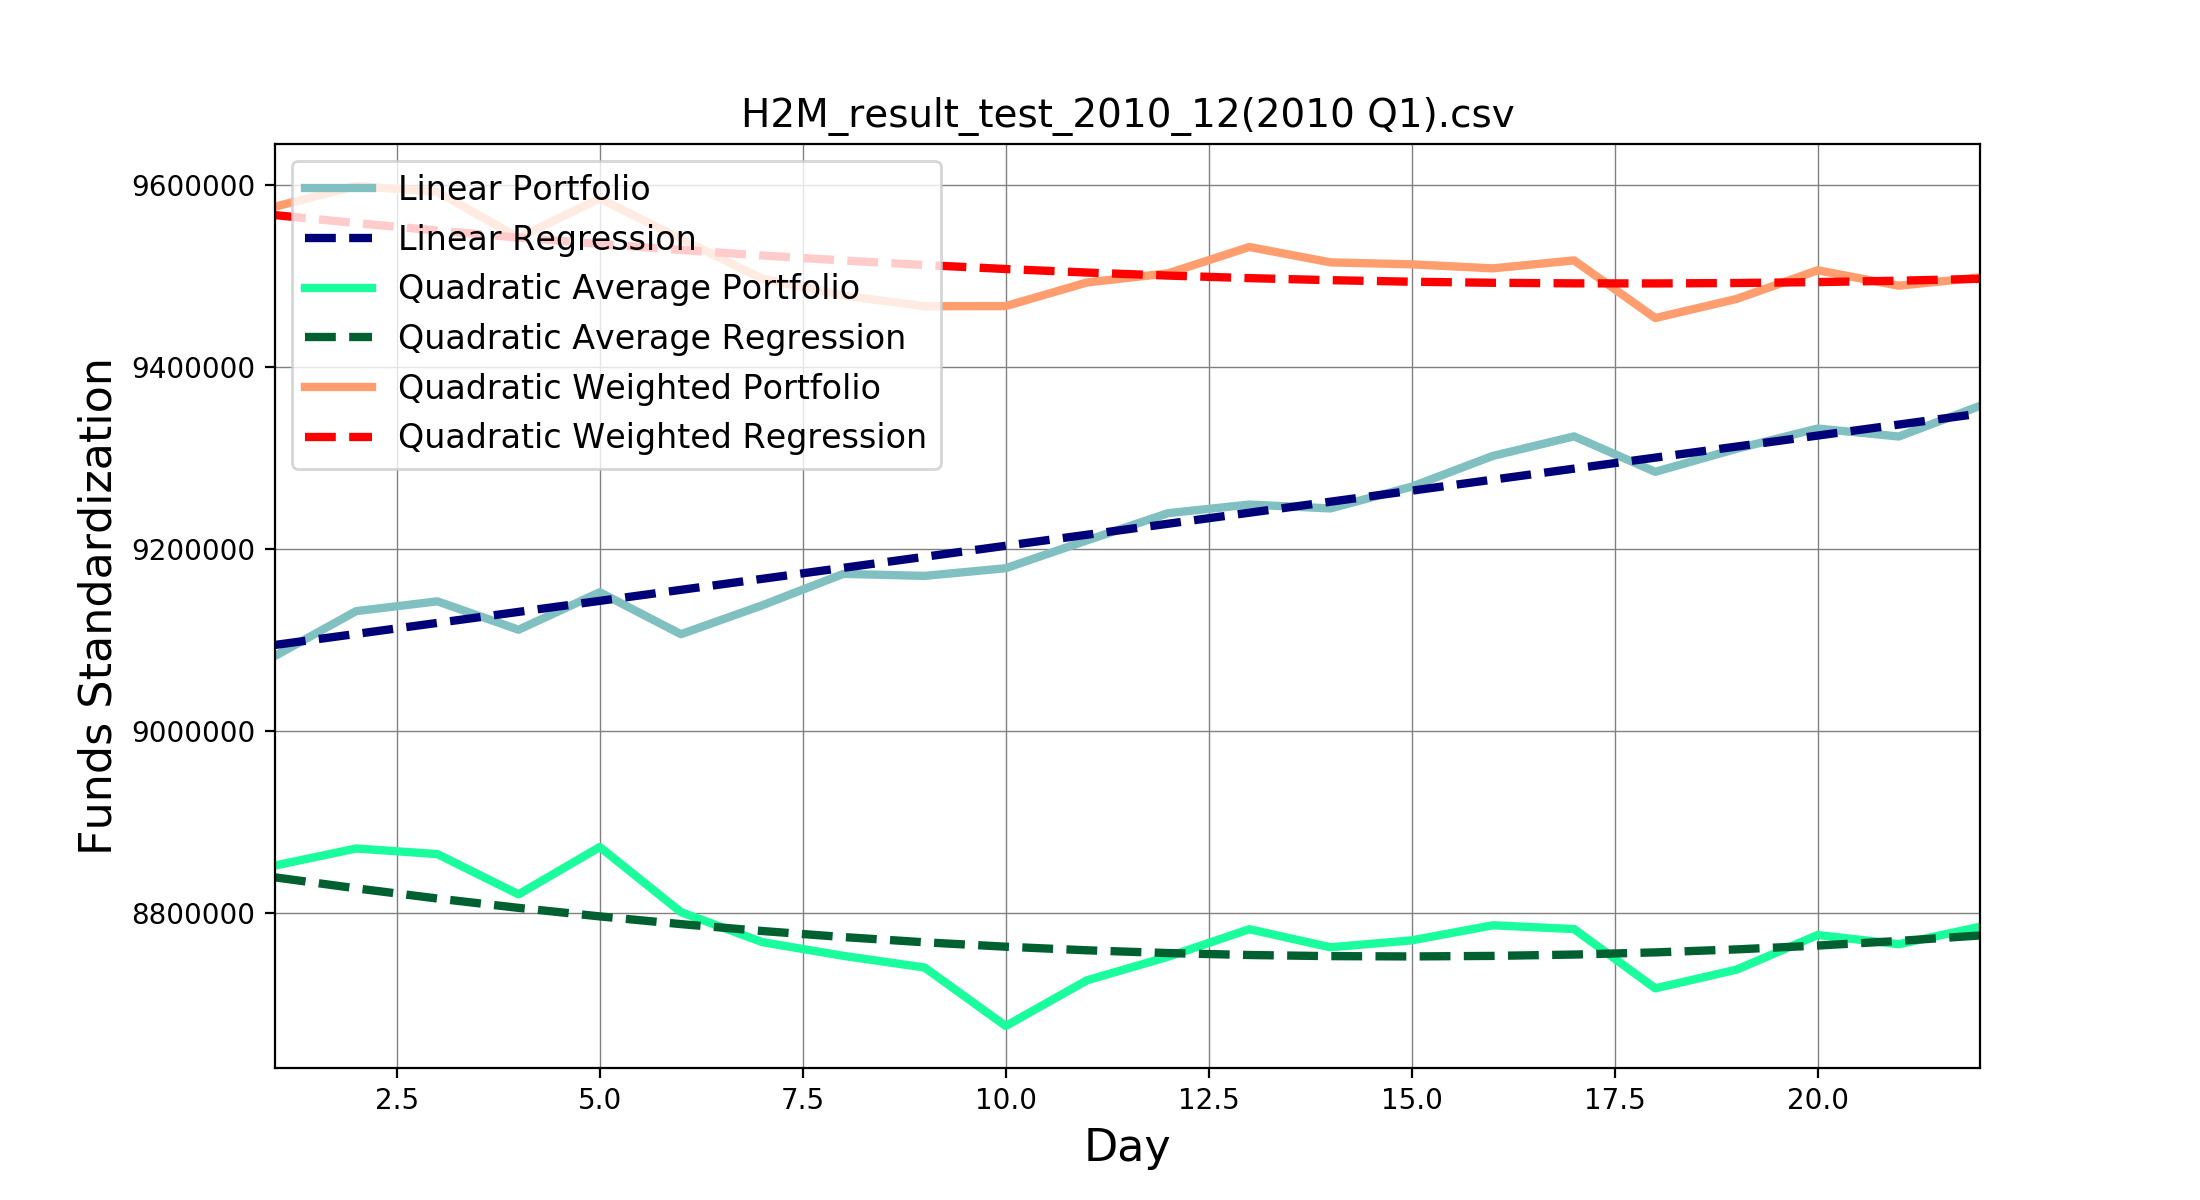 H2M_result_test_2010_12(2010 Q1).csv
Linear Portfolio
Linear Regression
Quadratic Average Portfolio
Quadratic Average Regression
Quadratic Weighted Portfolio
Quadratic Weighted Regression
Funds Standardization
9600000
9400000
9200000
9000000
8800000
2.5 5.0 7.5 10.0 12.5 15.0 17.5 20.0
Day